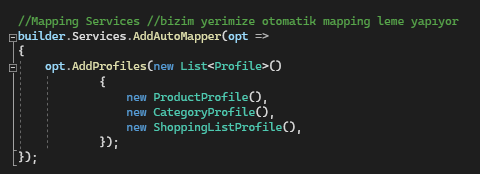 //Mapping Services //bizim yerimize otomatik mapping leme yapıyor
builder.Services.AddAutoMapper(opt =>
{
opt.AddProfiles(new List<Profile>()
{
new ProductProfile(),
new CategoryProfile(),
new ShoppingListProfile(),
});
});